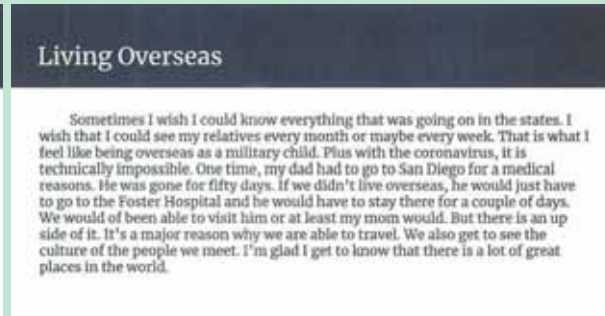 Living Overseas
Sometimes I wish I could know everything that was going on in the states. I
wish that I could see my relatives every month or maybe every week. That is what I
feel like being overseas as a military child. Plus with the coronavirus, it is
technically impossible. One time, my dad had to go to San Diego for a medical
reasons. He was gone for fifty days. If we didn't live overseas, he would just have
to go to the Foster Hospital and he would have to stay there for a couple of days.
We would of been able to visit him or at least my mom would. But there is an up
side of it. It's a major reason why we are able to travel. We also get to see the
culture of the people we meet. I'm glad I get to know that there is a lot of great
places in the world.